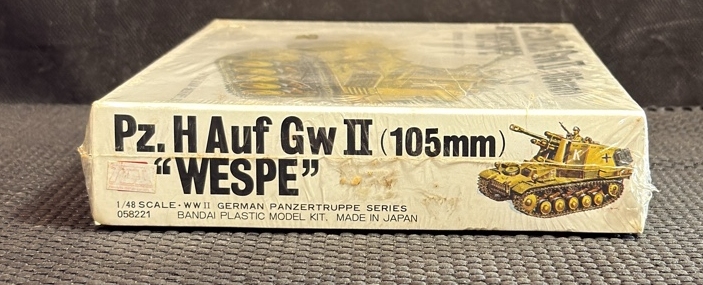 Pz. H Auf Gw II (105mm)
"WESPE"
1/48 SCALE · WW II GERMAN PANZERTRUPPE SERIES
058221 BANDAI PLASTIC MODEL KIT. MADE IN JAPAN
K